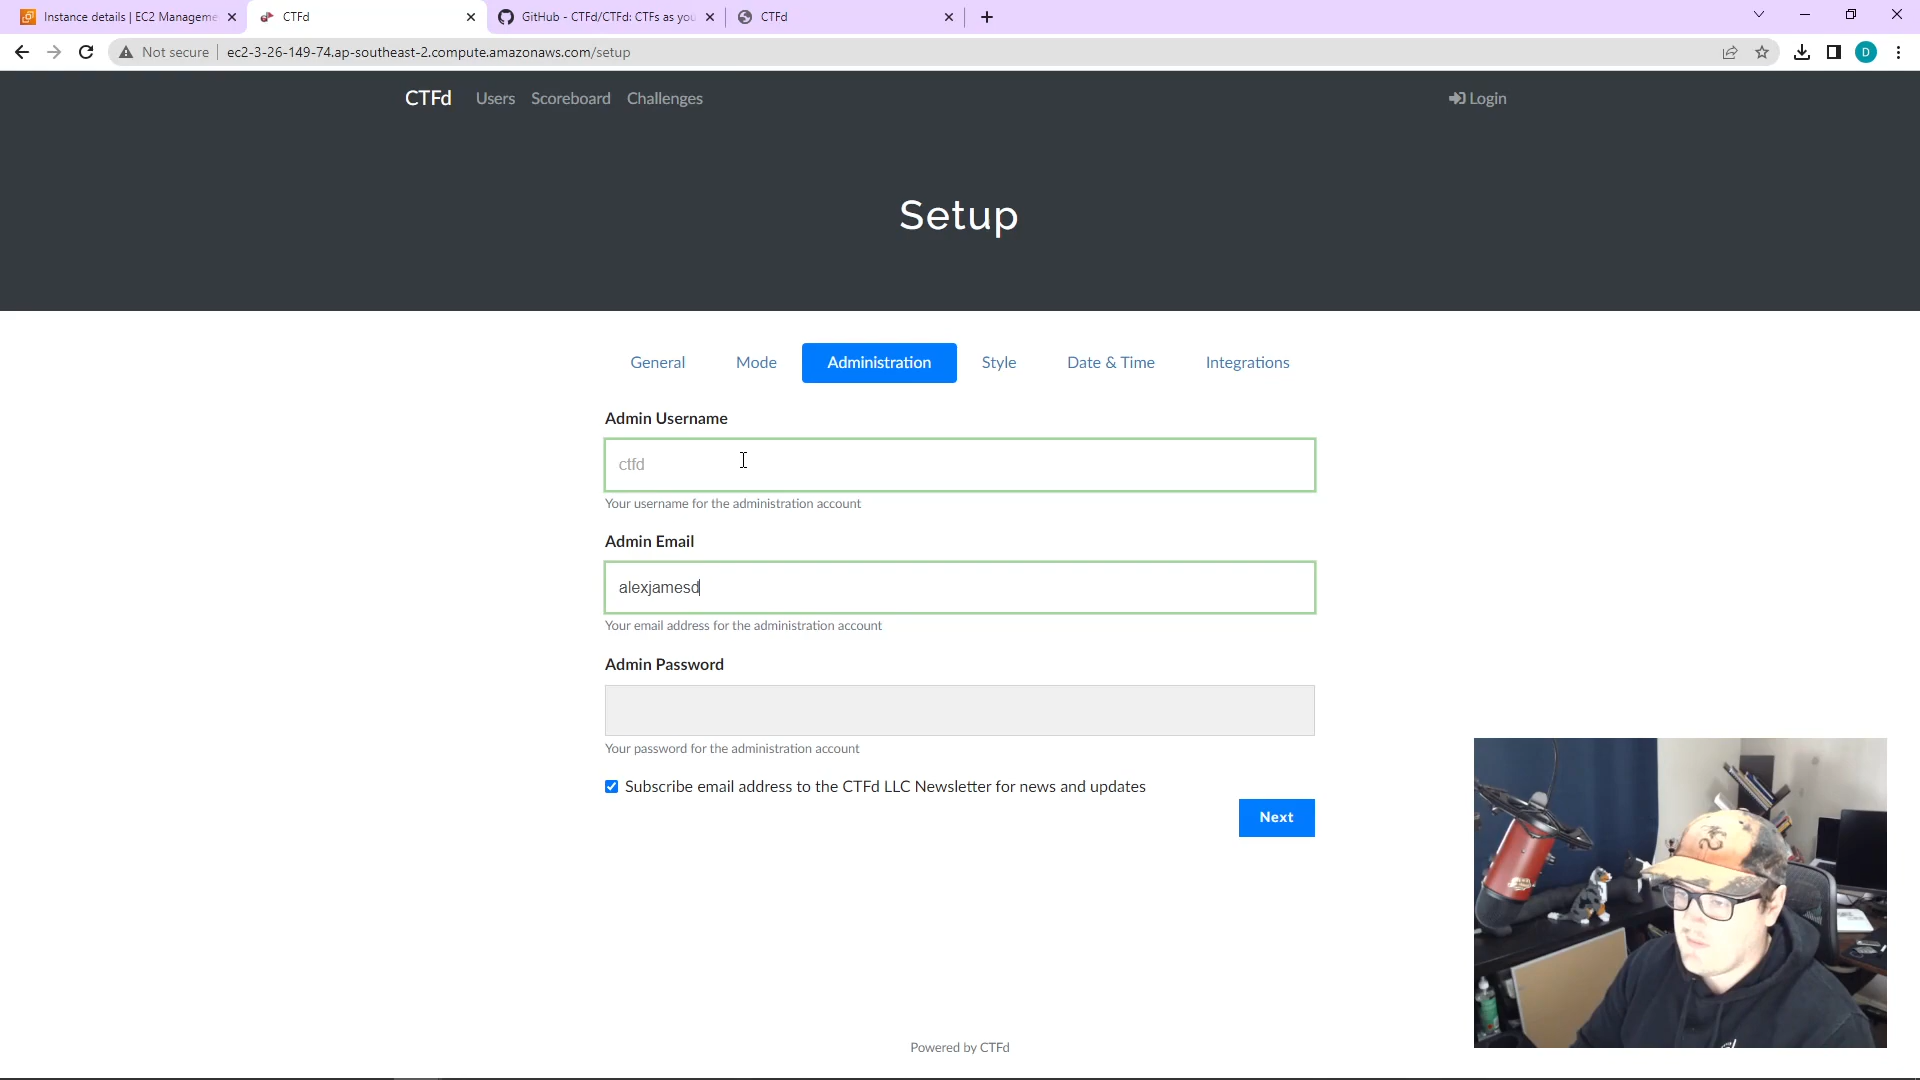 Instance details | EC2 Manageme
CTFd
GitHub - CTFd/CTFd: CTFs as you
CTFd
Not secure
ec2-3-26-149-74.ap-southeast-2.compute.amazonaws.com/setup
D
CTFd
Users
Scoreboard
Challenges
Login
Setup
General
Mode
Administration
Style
Date & Time
Integrations
Admin Username
ctfd
Your username for the administration account
Admin Email
alexjamesd
Your email address for the administration account
Admin Password
Your password for the administration account
Subscribe email address to the CTFd LLC Newsletter for news and updates
Next
Powered by CTFd